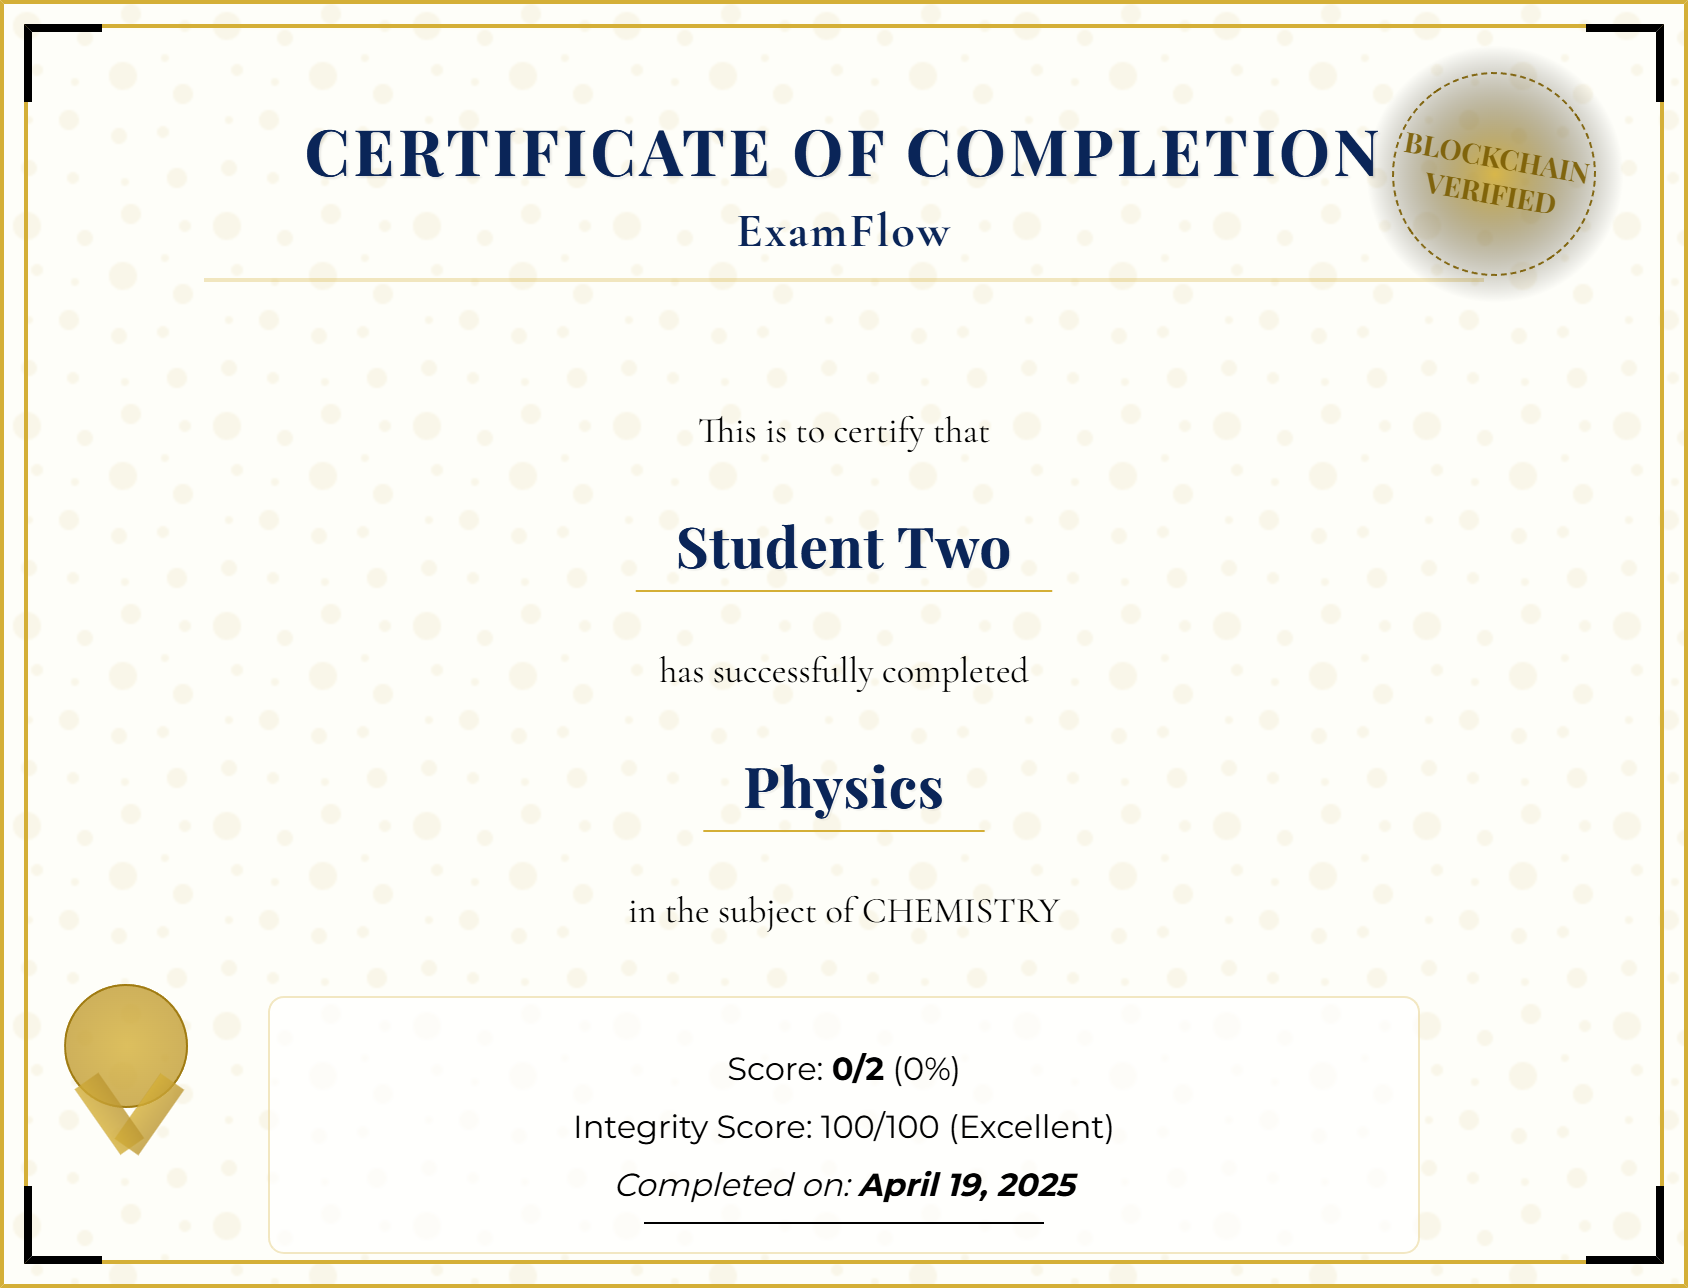 CERTIFICATE OF COMPLETION
BLOCKCHAIN
VERIFIED
ExamFlow
This is to certify that
Student Two
has successfully completed
Physics
in the subject of CHEMISTRY
Score: 0/2 (0%)
Integrity Score: 100/100 (Excellent)
Completed on: April 19, 2025